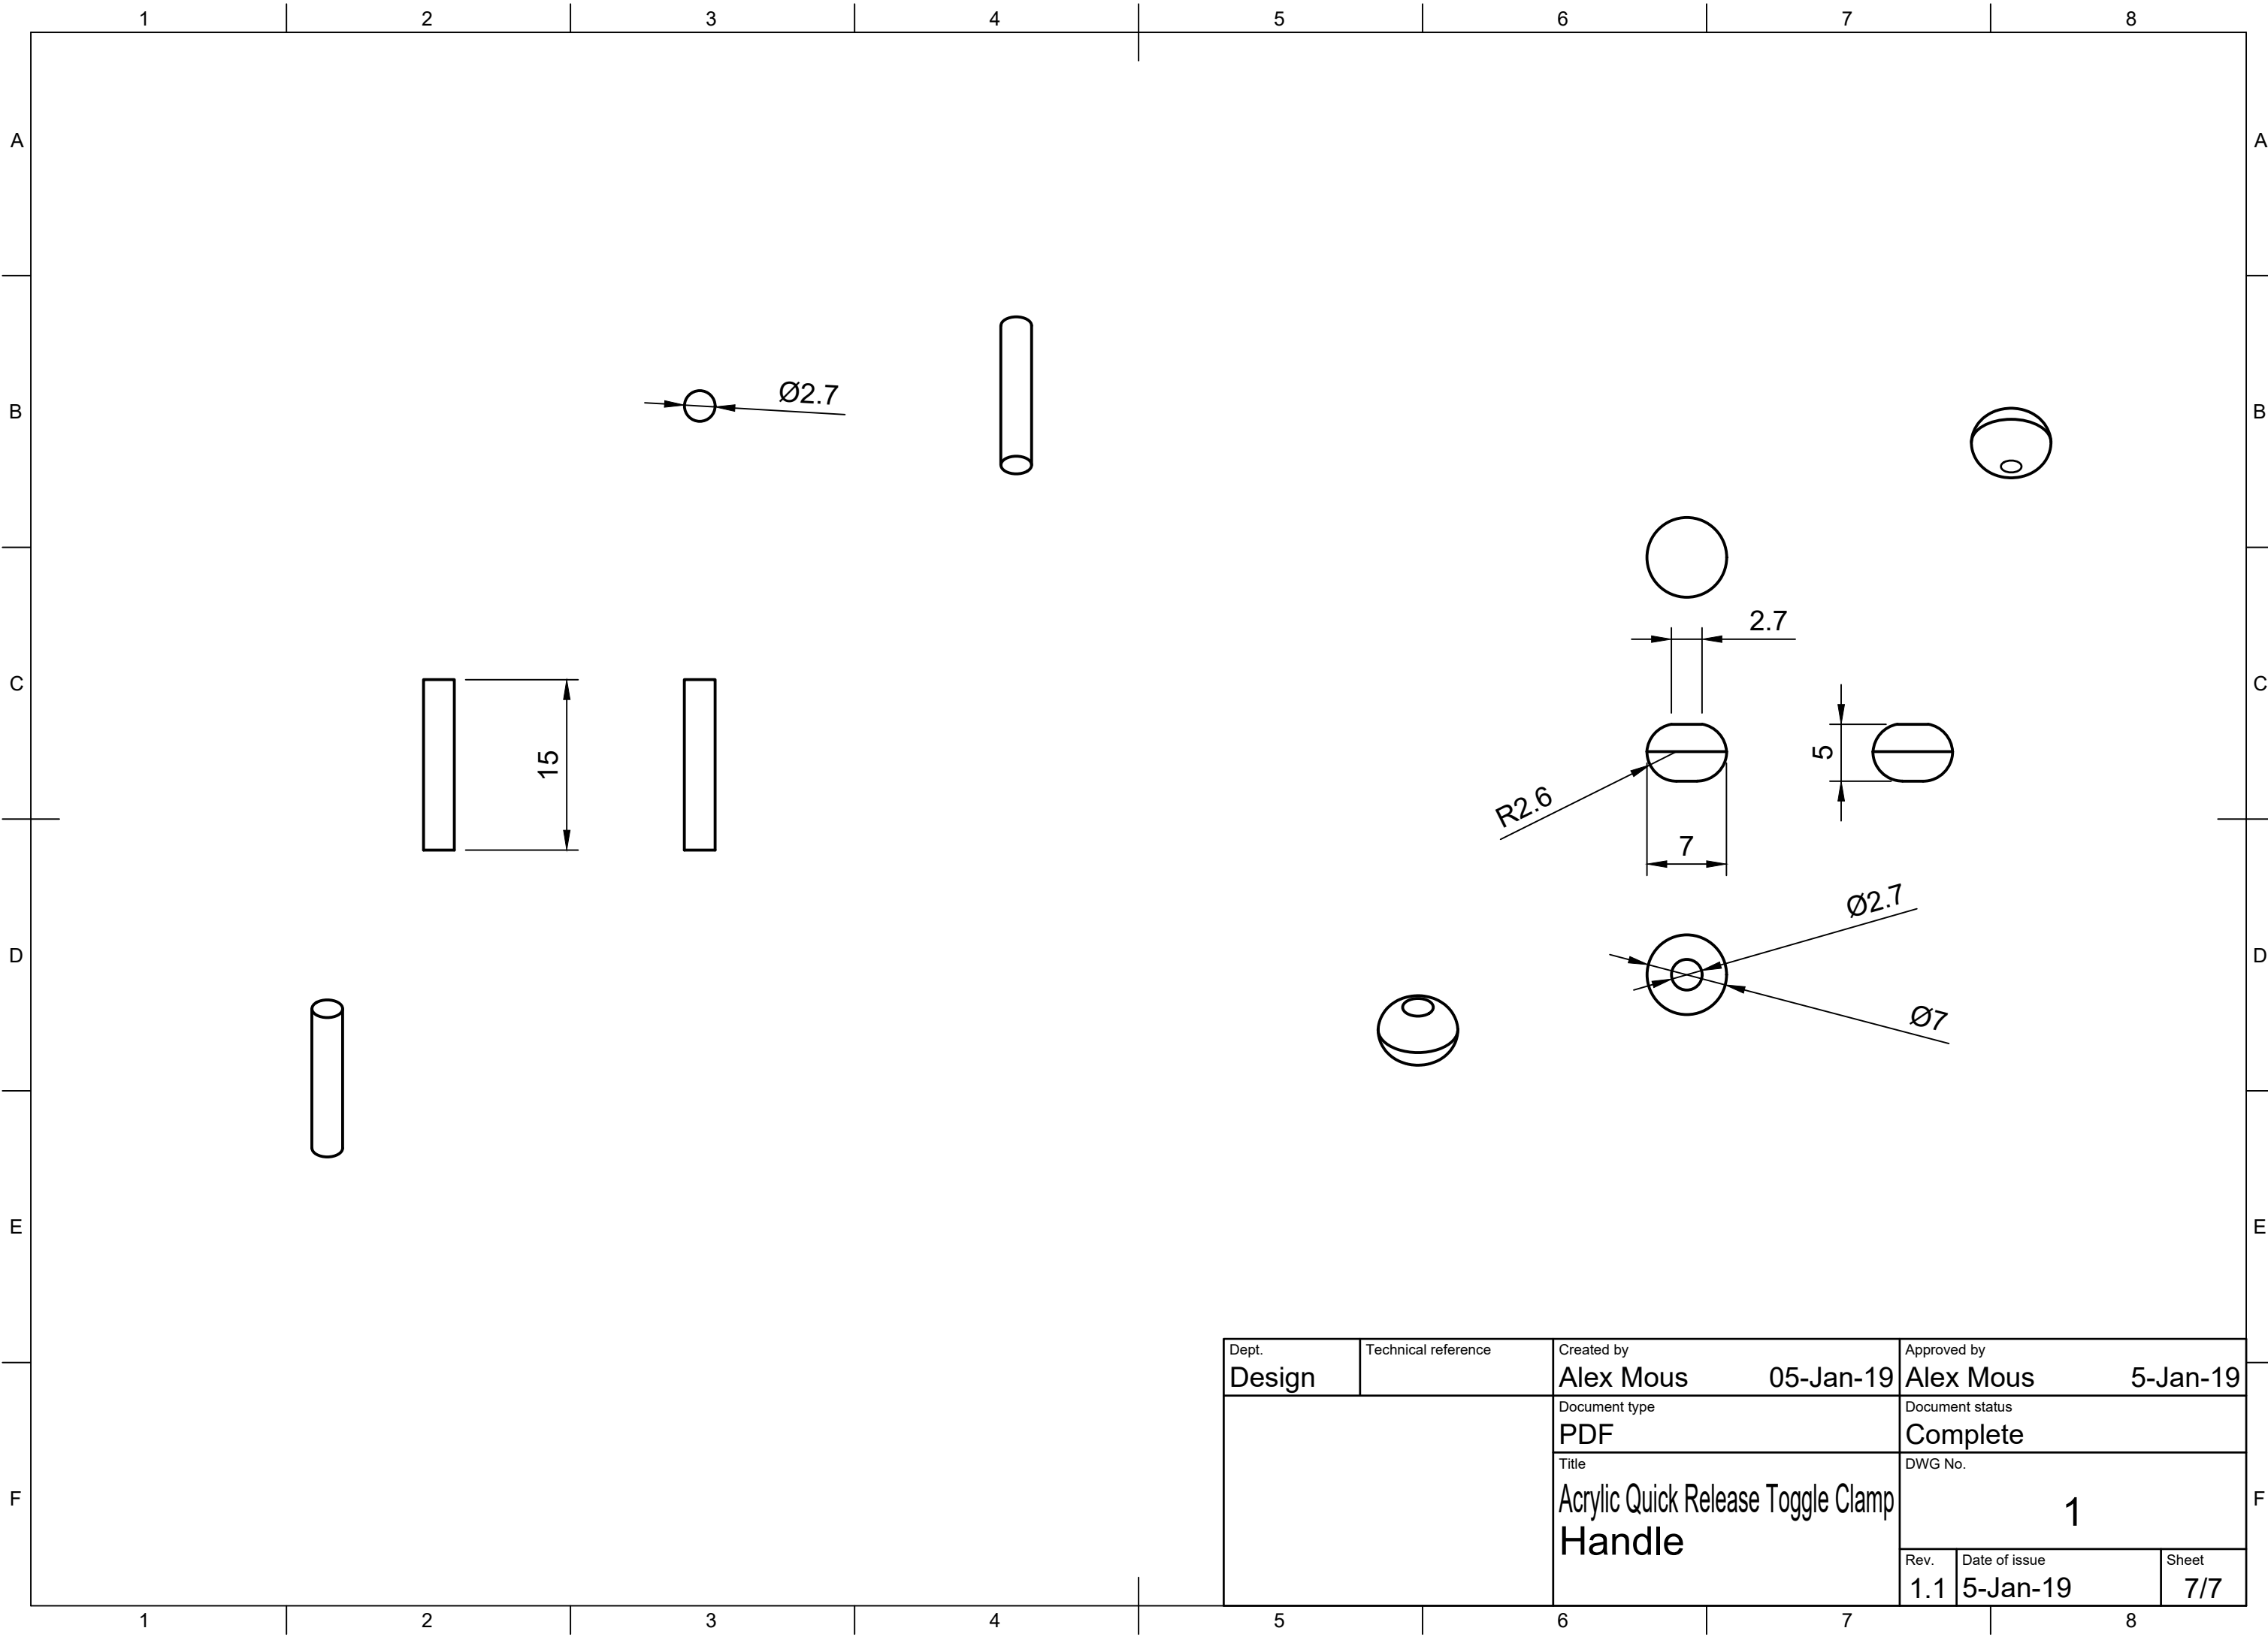 1 2 3 4 5 6 7 8
A A
Ø2.7
B B
2.7
C C
15
5
R2.6
7
Ø2.7
D D
Ø7
E E
Dept. Technical reference Created by Approved by
Design Alex Mous 05-Jan-19 Alex Mous 5-Jan-19
Document type Document status
PDF Complete
Title DWG No.
Acrylic Quick Release Toggle Clamp
F 1 F
Handle
Rev. Date of issue Sheet
1.1 5-Jan-19 7/7
1 2 3 4 5 6 7 8